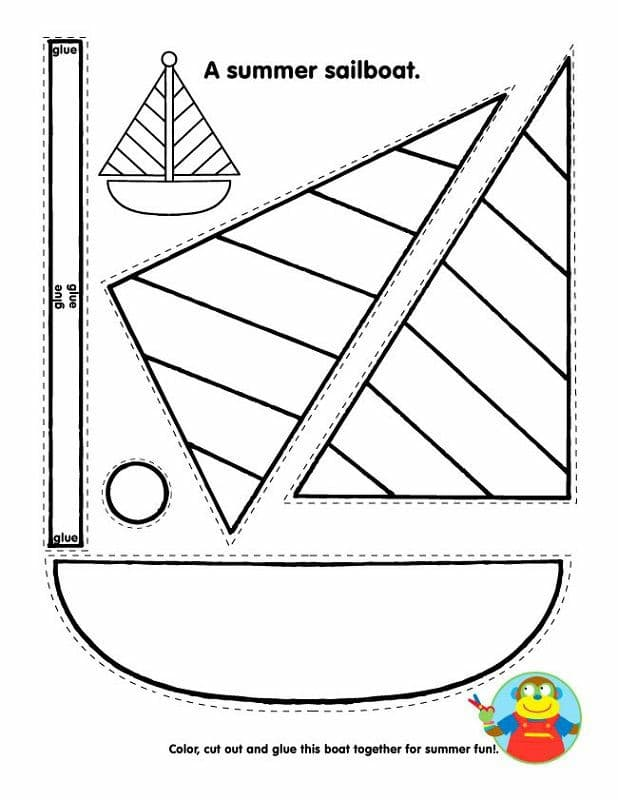 glue
A summer sailboat.
glue
glue
glue
Color, cut out and glue this boat together for summer fun!.